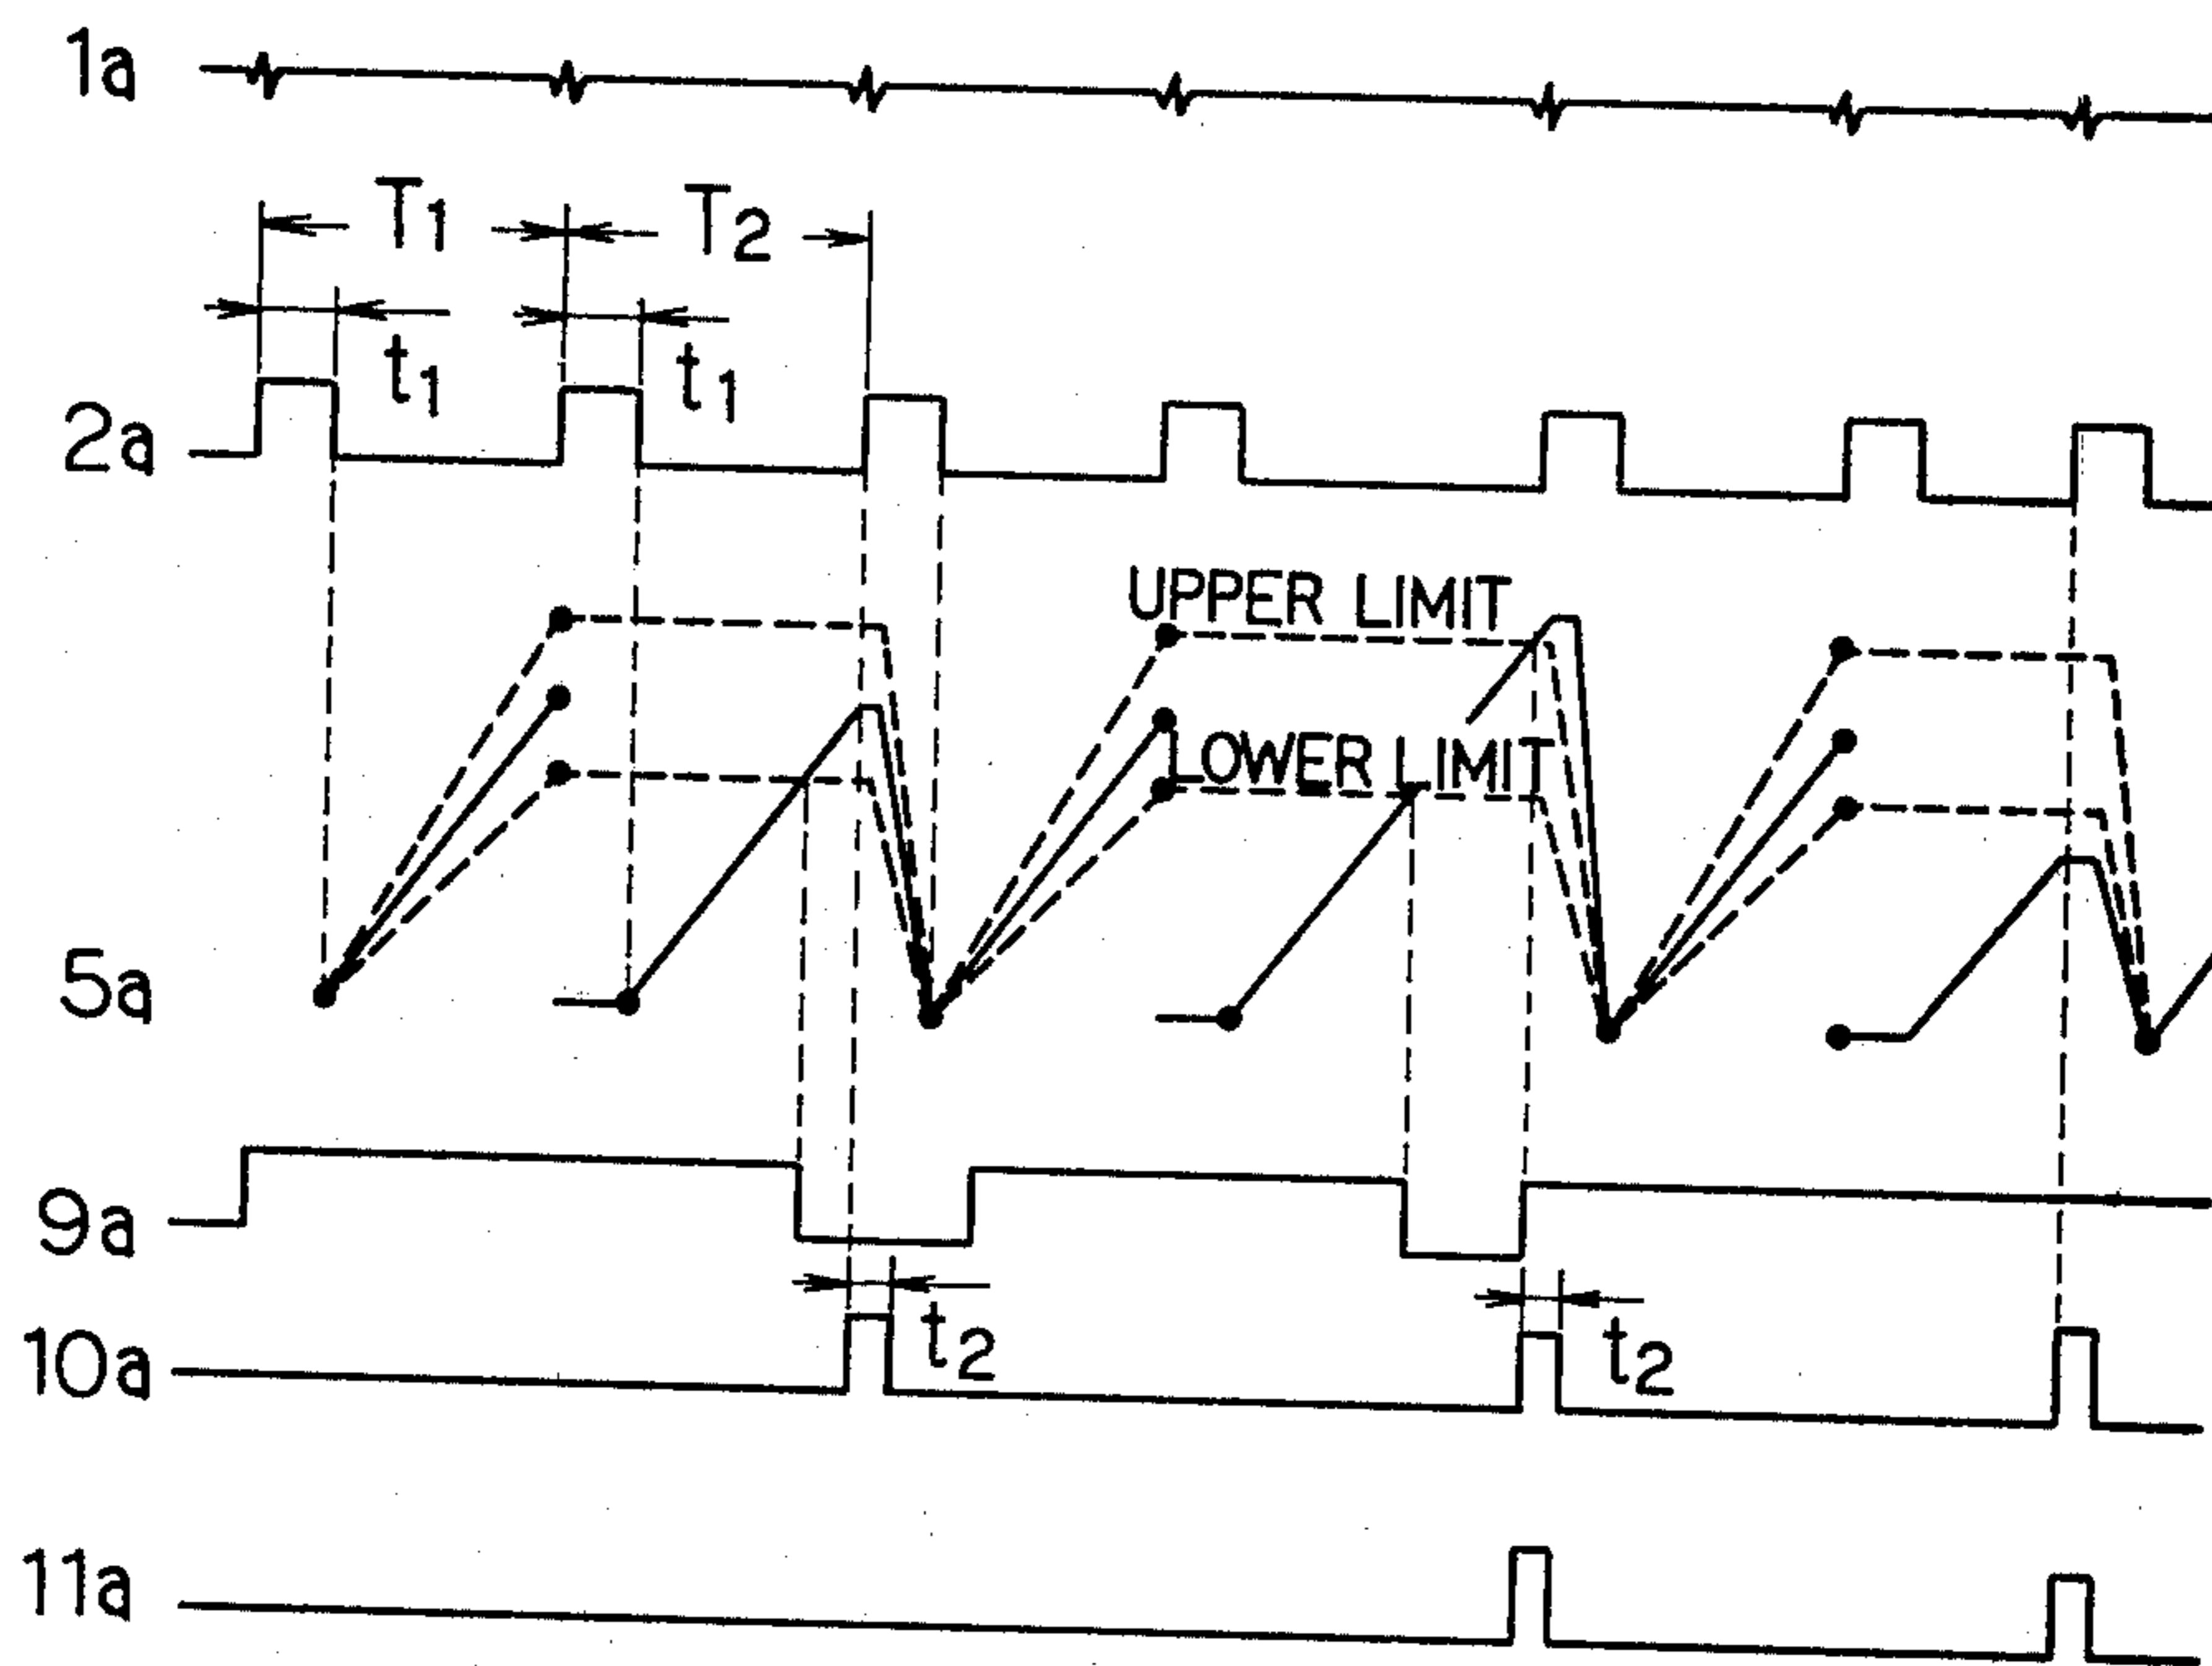 1a
T1 T2
t1 t1
2a
UPPER LIMIT
LOWER LIMIT
5a
9a
10a t2 t2
11a